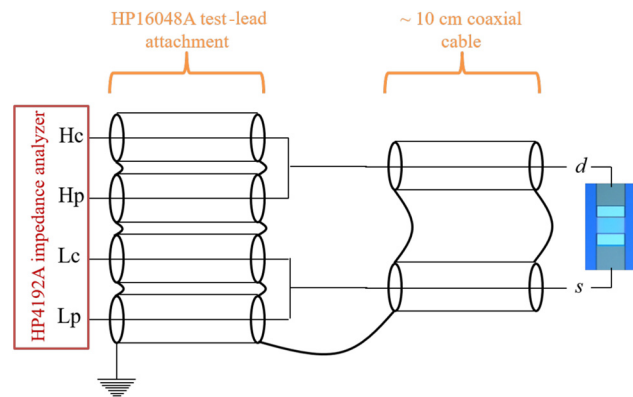 HP16048A test-lead
attachment
~ 10 cm coaxial
cable
HP4192A impedance analyzer
Hc
Hp
Lc
Lp
d
s